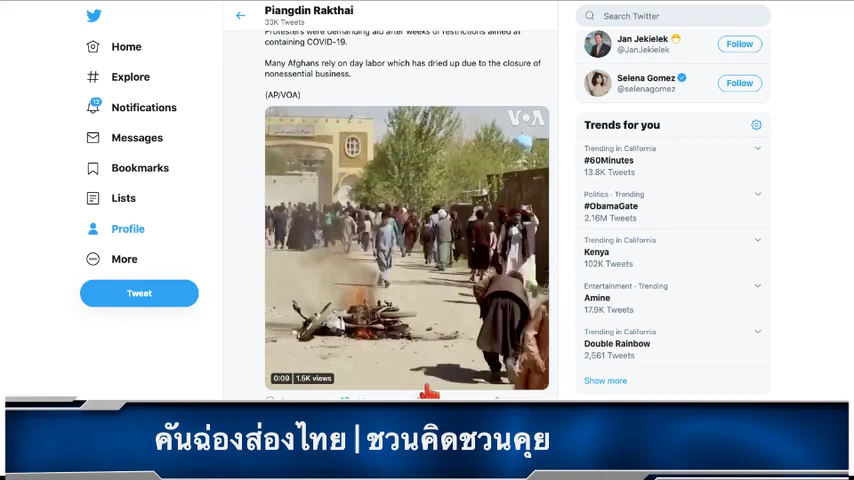 Piangdin Rakthai
33K Tweets
Search Twitter
Home
Explore
12
Notifications
Messages
Bookmarks
Lists
Profile
More
Tweet
Protesters were demanding aid after weeks of restrictions aimed at
containing COVID-19.
Many Afghans rely on day labor which has dried up due to the closure of
nonessential business.
(AP/VOA)
VOA
0:09 | 1.5K views
Jan Jekielek
@JanJekielek
Follow
Selena Gomez
@selenagomez
Follow
Trends for you
Trending in California
#60Minutes
13.8K Tweets
Politics · Trending
#ObamaGate
2.16M Tweets
Trending in California
Kenya
102K Tweets
Entertainment · Trending
Amine
17.9K Tweets
Trending in California
Double Rainbow
2,561 Tweets
Show more
คันฉ่องส่องไทย | ชวนคิดชวนคุย